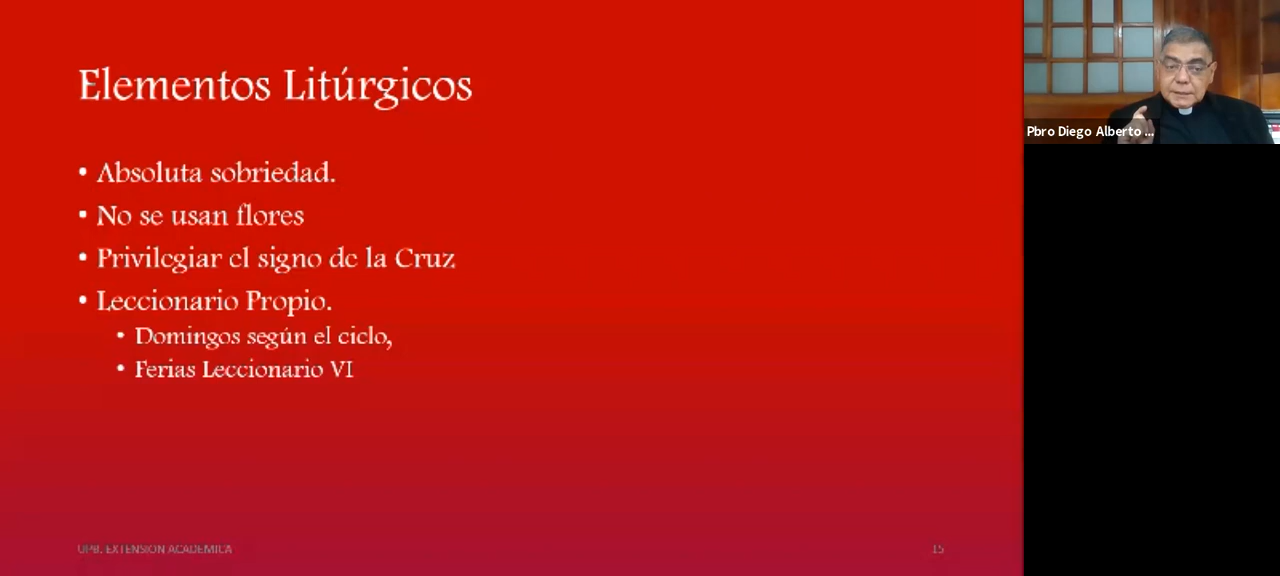 Elementos Litúrgicos
• Absoluta sobriedad.
• No se usan flores
• Privilegiar el signo de la Cruz
• Leccionario Propio.
• Domingos según el ciclo,
• Ferias Leccionario VI
UPB. EXTENSION ACADEMICA
15
Pbro Diego Alberto ...